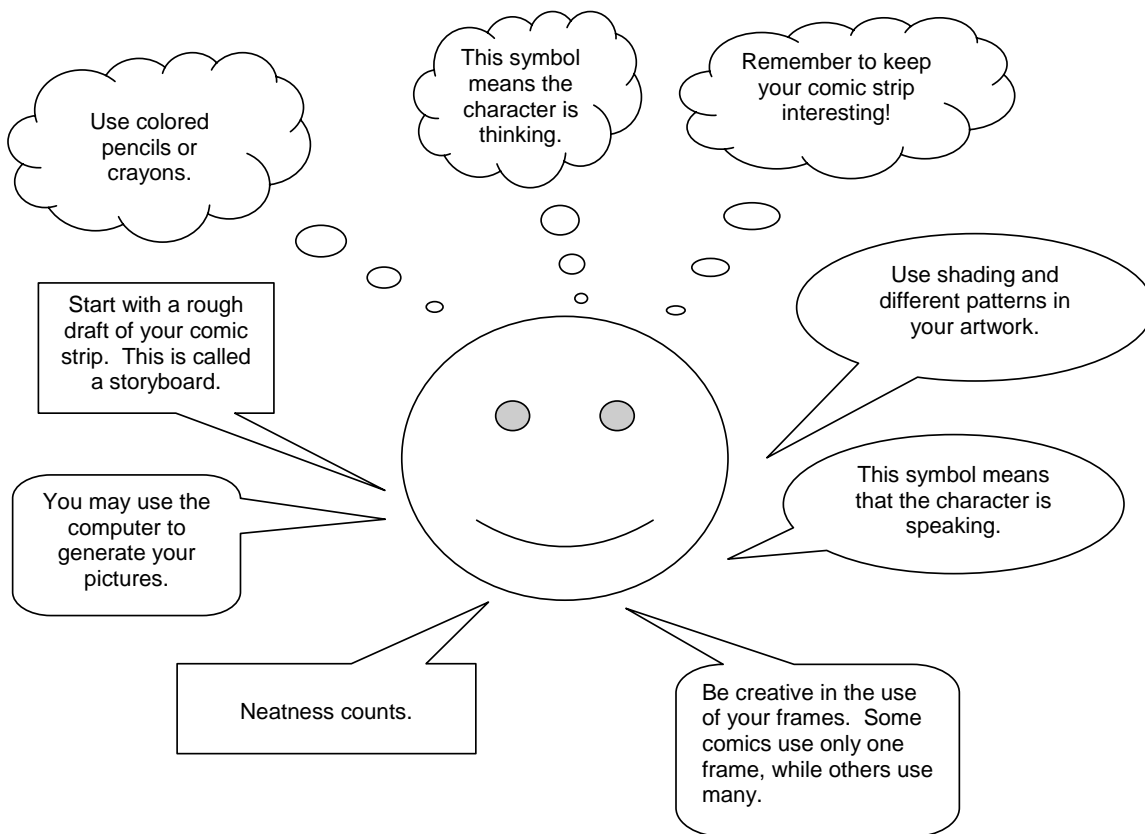 Use colored
pencils or
crayons.
This symbol
means the
character is
thinking.
Remember to keep
your comic strip
interesting!
Start with a rough
draft of your comic
strip.  This is called
a storyboard.
Use shading and
different patterns in
your artwork.
You may use the
computer to
generate your
pictures.
This symbol means
that the character is
speaking.
Neatness counts.
Be creative in the use
of your frames.  Some
comics use only one
frame, while others use
many.